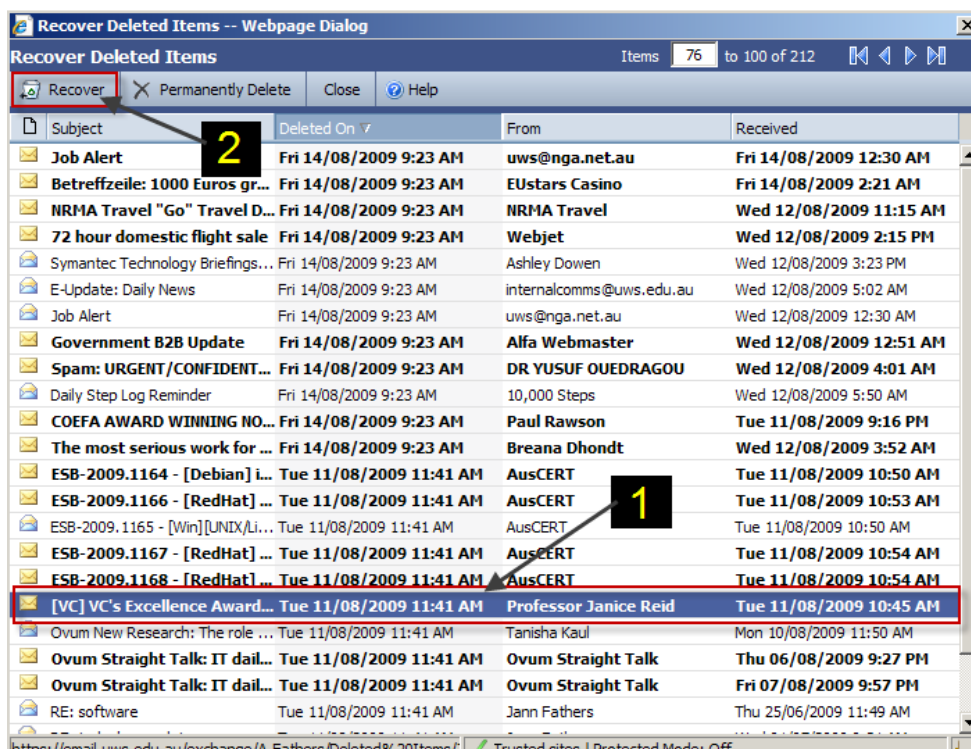 Recover Deleted Items -- Webpage Dialog
Recover Deleted Items Items 76 to 100 of 212
Recover Permanently Delete Close Help
Subject Deleted On From Received
2
Job Alert Fri 14/08/2009 9:23 AM uws@nga.net.au Fri 14/08/2009 12:30 AM
Betreffzeile: 1000 Euros gr... Fri 14/08/2009 9:23 AM EUstars Casino Fri 14/08/2009 2:21 AM
NRMA Travel "Go" Travel D... Fri 14/08/2009 9:23 AM NRMA Travel Wed 12/08/2009 11:15 AM
72 hour domestic flight sale Fri 14/08/2009 9:23 AM Webjet Wed 12/08/2009 2:15 PM
Symantec Technology Briefings... Fri 14/08/2009 9:23 AM Ashley Dowen Wed 12/08/2009 3:23 PM
E-Update: Daily News Fri 14/08/2009 9:23 AM internalcomms@uws.edu.au Wed 12/08/2009 5:02 AM
Job Alert Fri 14/08/2009 9:23 AM uws@nga.net.au Wed 12/08/2009 12:30 AM
Government B2B Update Fri 14/08/2009 9:23 AM Alfa Webmaster Wed 12/08/2009 12:51 AM
Spam: URGENT/CONFIDENT... Fri 14/08/2009 9:23 AM DR YUSUF OUEDRAGOU Wed 12/08/2009 4:01 AM
Daily Step Log Reminder Fri 14/08/2009 9:23 AM 10,000 Steps Wed 12/08/2009 5:50 AM
COEFA AWARD WINNING NO... Fri 14/08/2009 9:23 AM Paul Rawson Tue 11/08/2009 9:16 PM
The most serious work for ... Fri 14/08/2009 9:23 AM Breana Dhondt Wed 12/08/2009 3:52 AM
ESB-2009.1164 - [Debian] i... Tue 11/08/2009 11:41 AM AusCERT Tue 11/08/2009 10:50 AM
ESB-2009.1166 - [RedHat] ... Tue 11/08/2009 11:41 AM AusCERT Tue 11/08/2009 10:53 AM
1
ESB-2009.1165 - [Win][UNIX/Li... Tue 11/08/2009 11:41 AM AusCERT Tue 11/08/2009 10:50 AM
ESB-2009.1167 - [RedHat] ... Tue 11/08/2009 11:41 AM AusCERT Tue 11/08/2009 10:54 AM
ESB-2009.1168 - [RedHat] ... Tue 11/08/2009 11:41 AM AusCERT Tue 11/08/2009 10:54 AM
[VC] VC's Excellence Award... Tue 11/08/2009 11:41 AM Professor Janice Reid Tue 11/08/2009 10:45 AM
Ovum New Research: The role ... Tue 11/08/2009 11:41 AM Tanisha Kaul Mon 10/08/2009 11:50 AM
Ovum Straight Talk: IT dail... Tue 11/08/2009 11:41 AM Ovum Straight Talk Thu 06/08/2009 9:27 PM
Ovum Straight Talk: IT dail... Tue 11/08/2009 11:41 AM Ovum Straight Talk Fri 07/08/2009 9:57 PM
RE: software Tue 11/08/2009 11:41 AM Jann Fathers Thu 25/06/2009 11:49 AM
https://email.uws.edu.au/exchange/A.Fathers/Deleted%20Items/ Trusted sites | Protected Mode: Off